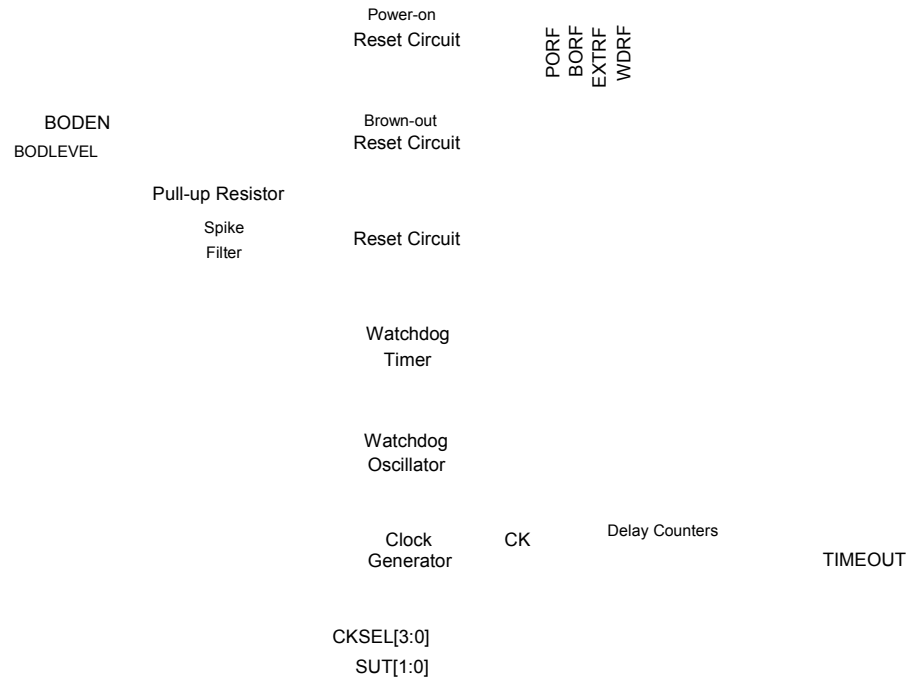 Power-on
Reset Circuit
PORF
BORF
EXTRF
WDRF
BODEN
BODLEVEL
Brown-out
Reset Circuit
Pull-up Resistor
Spike
Filter
Reset Circuit
Watchdog
Timer
Watchdog
Oscillator
Clock
Generator
CK
Delay Counters
TIMEOUT
CKSEL[3:0]
SUT[1:0]